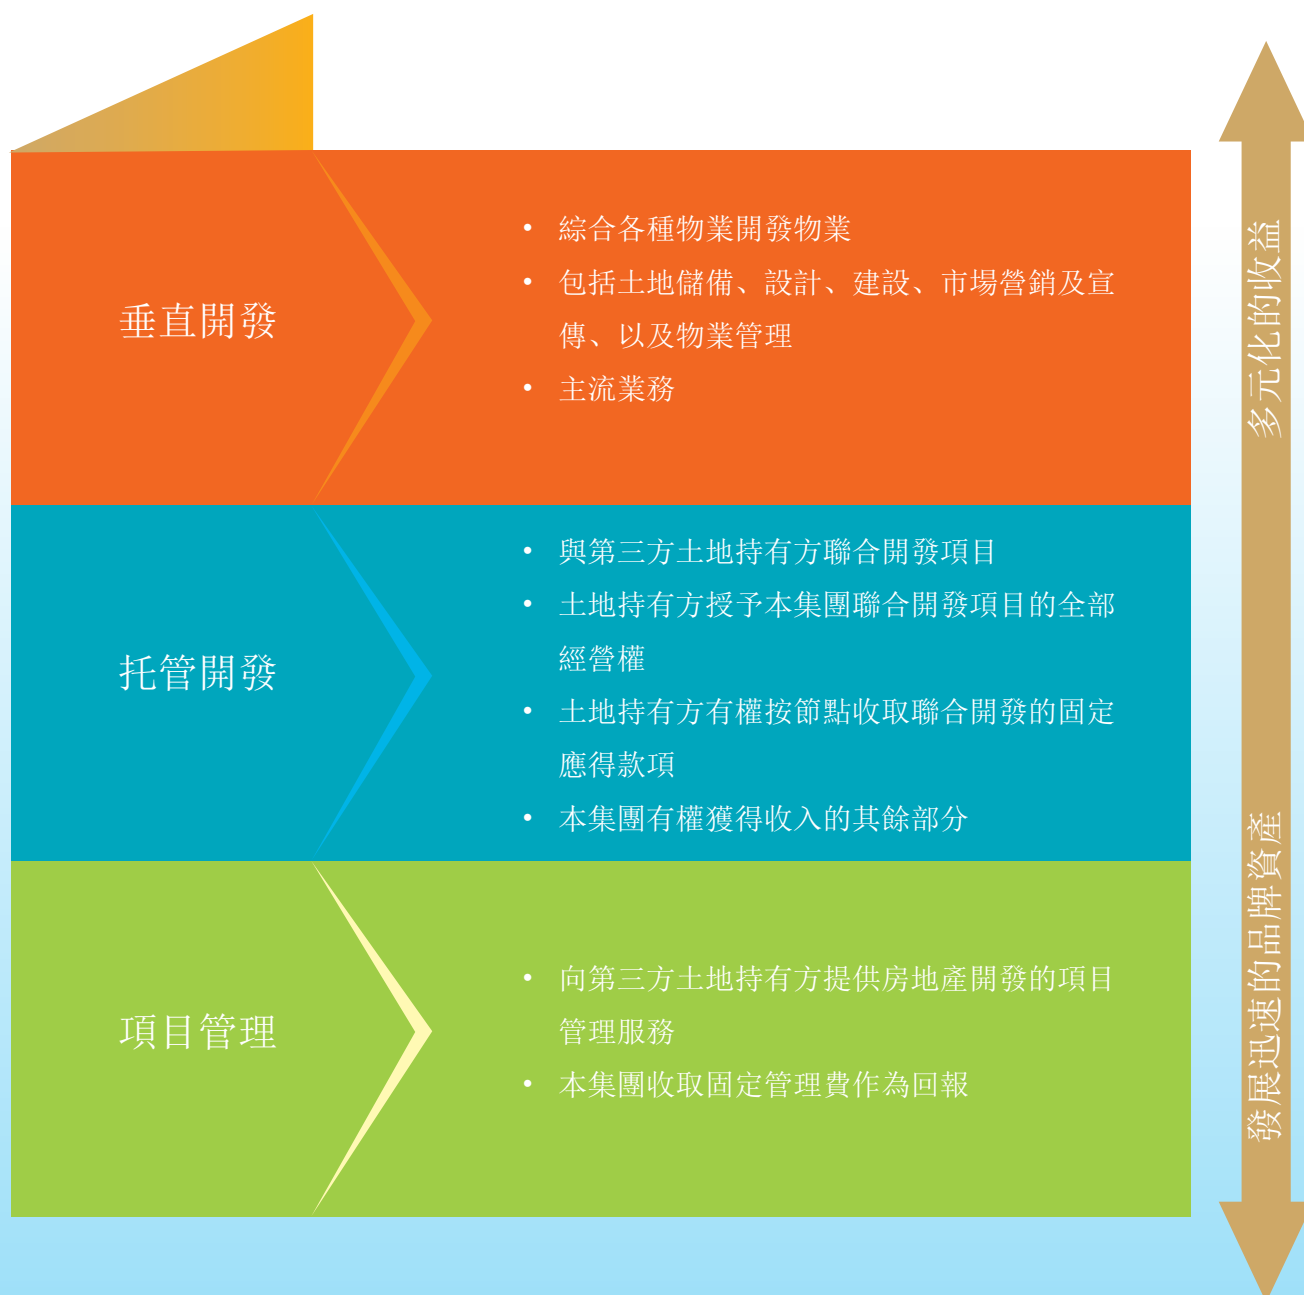 垂直開發
• 綜合各種物業開發物業
• 包括土地儲備、設計、建設、市場營銷及宣
傳、以及物業管理
• 主流業務
托管開發
• 與第三方土地持有方聯合開發項目
• 土地持有方授予本集團聯合開發項目的全部
經營權
• 土地持有方有權按節點收取聯合開發的固定
應得款項
• 本集團有權獲得收入的其餘部分
項目管理
• 向第三方土地持有方提供房地產開發的項目
管理服務
• 本集團收取固定管理費作為回報
多元化的收益
發展迅速的品牌資產